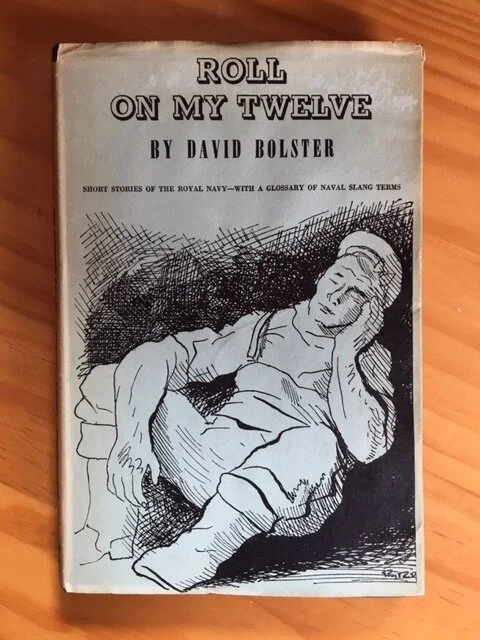 ROLL
ON MY TWELVE
BY DAVID BOLSTER
SHORT STORIES OF THE ROYAL NAVY—WITH A GLOSSARY OF NAVAL SLANG TERMS